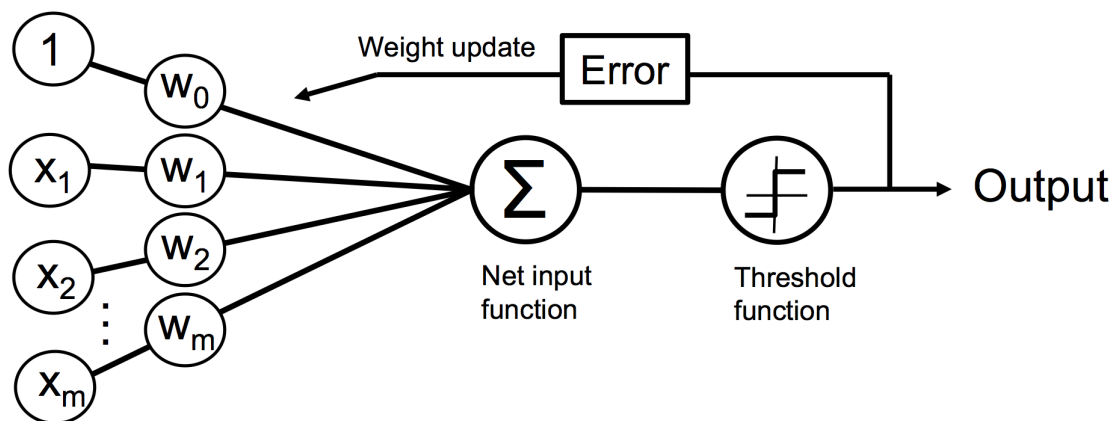 1
Weight update
Error
w₀
x₁
w₁
x₂
w₂
⋮
xₘ
wₘ
Σ
Output
Net input
function
Threshold
function